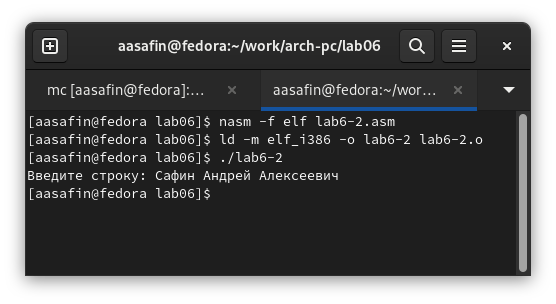 aasafin@fedora:~/work/arch-pc/lab06
mc [aasafin@fedora]:... aasafin@fedora:~/wor...
[aasafin@fedora lab06]$ nasm -f elf lab6-2.asm
[aasafin@fedora lab06]$ ld -m elf_i386 -o lab6-2 lab6-2.o
[aasafin@fedora lab06]$ ./lab6-2
Введите строку: Сафин Андрей Алексеевич
[aasafin@fedora lab06]$